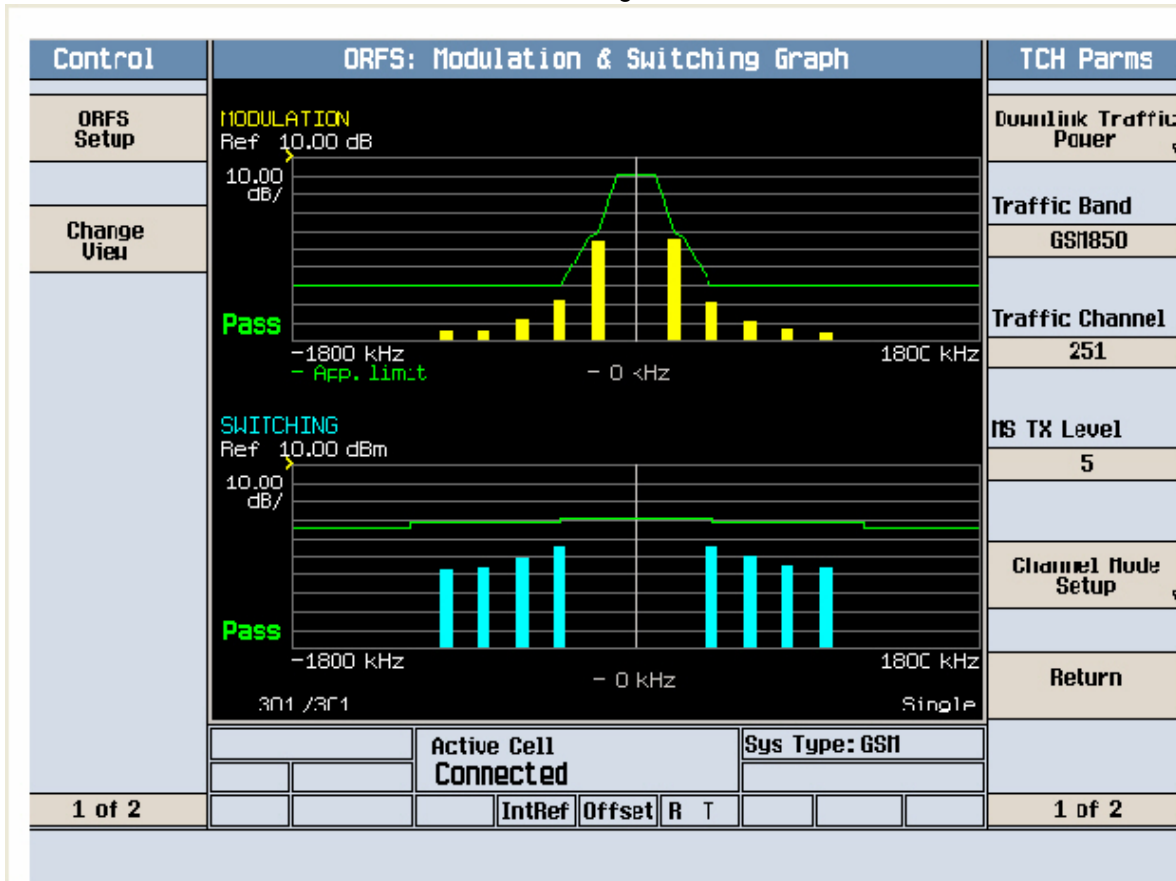 Control
ORFS: Modulation & Switching Graph
TCH Parms
ORFS
Setup
Change
View
1 of 2
MODULATION
Ref 10.00 dB
10.00
dB/
Pass
-1800 kHz
1800 kHz
- App. limit
- 0 kHz
SWITCHING
Ref 10.00 dBm
10.00
dB/
Pass
-1800 kHz
1800 kHz
- 0 kHz
301/301
Single
Downlink Traffic
Power
Traffic Band
GSM850
Traffic Channel
251
MS TX Level
5
Channel Mode
Setup
Return
1 of 2
Active Cell
Connected
Sys Type: GSM
IntRef
Offset
R T